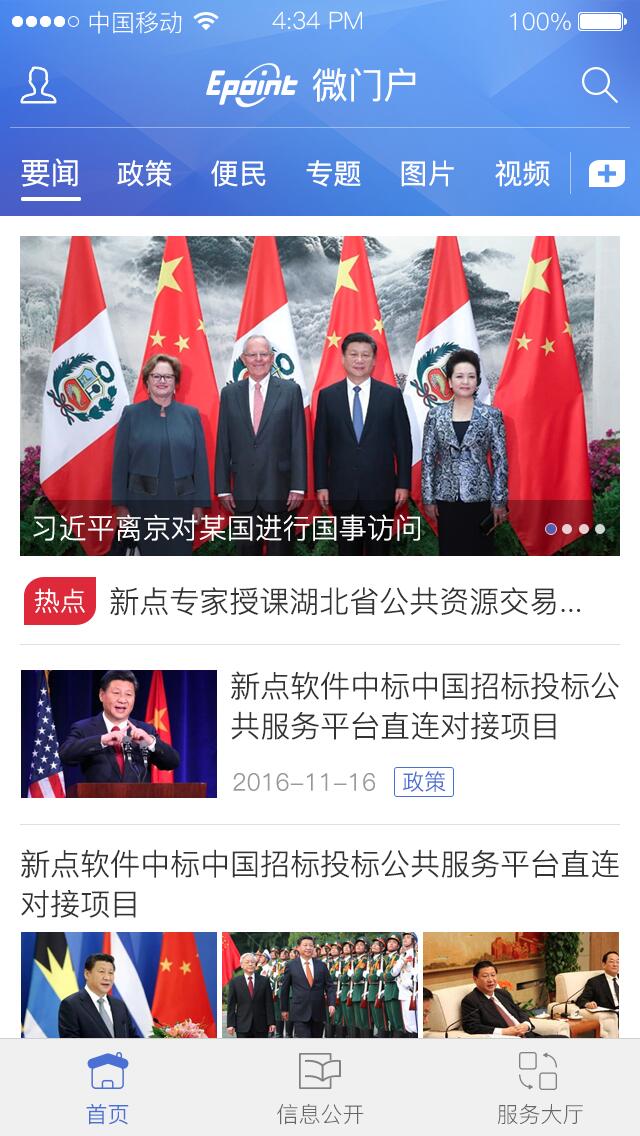 中国移动 4:34 PM 100%
Epoint 微门户
要闻 政策 便民 专题 图片 视频
习近平离京对某国进行国事访问
热点 新点专家授课湖北省公共资源交易...
新点软件中标中国招标投标公
共服务平台直连对接项目
2016-11-16 政策
新点软件中标中国招标投标公共服务平台直连
对接项目
首页 信息公开 服务大厅